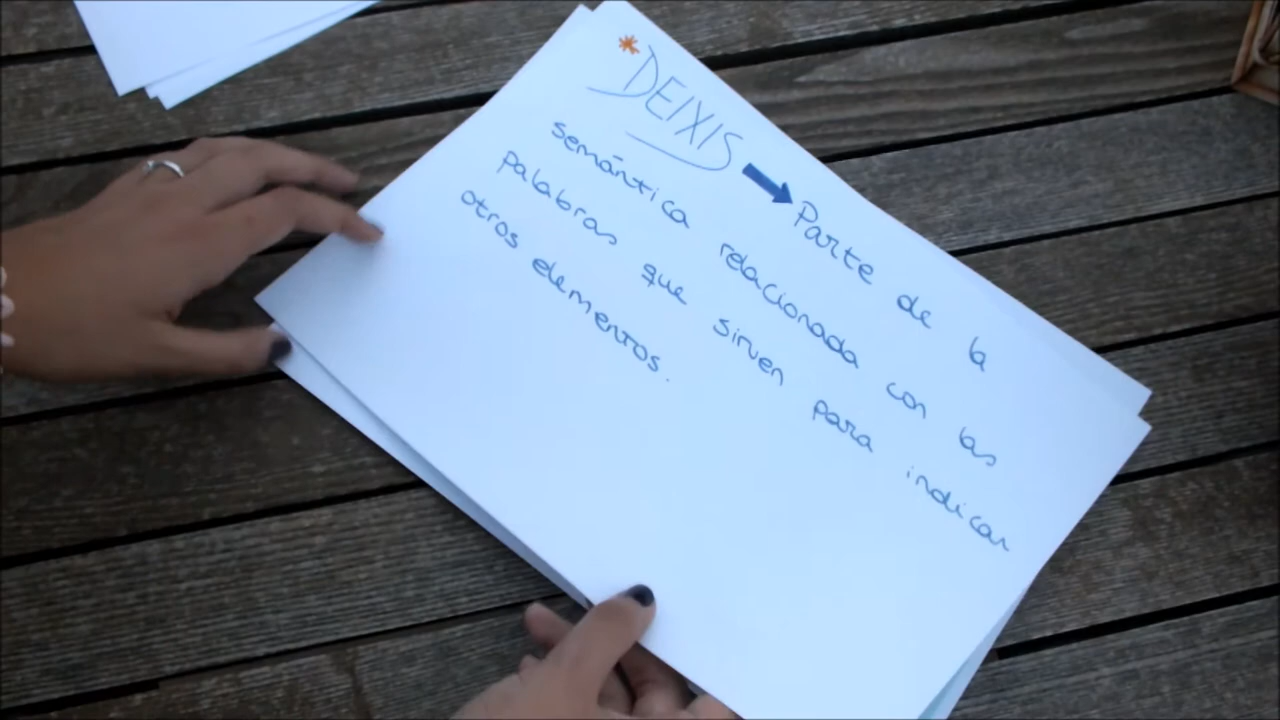 *DEIXIS → Parte de la
semántica relacionada con las
palabras que sirven para indicar
otros elementos.